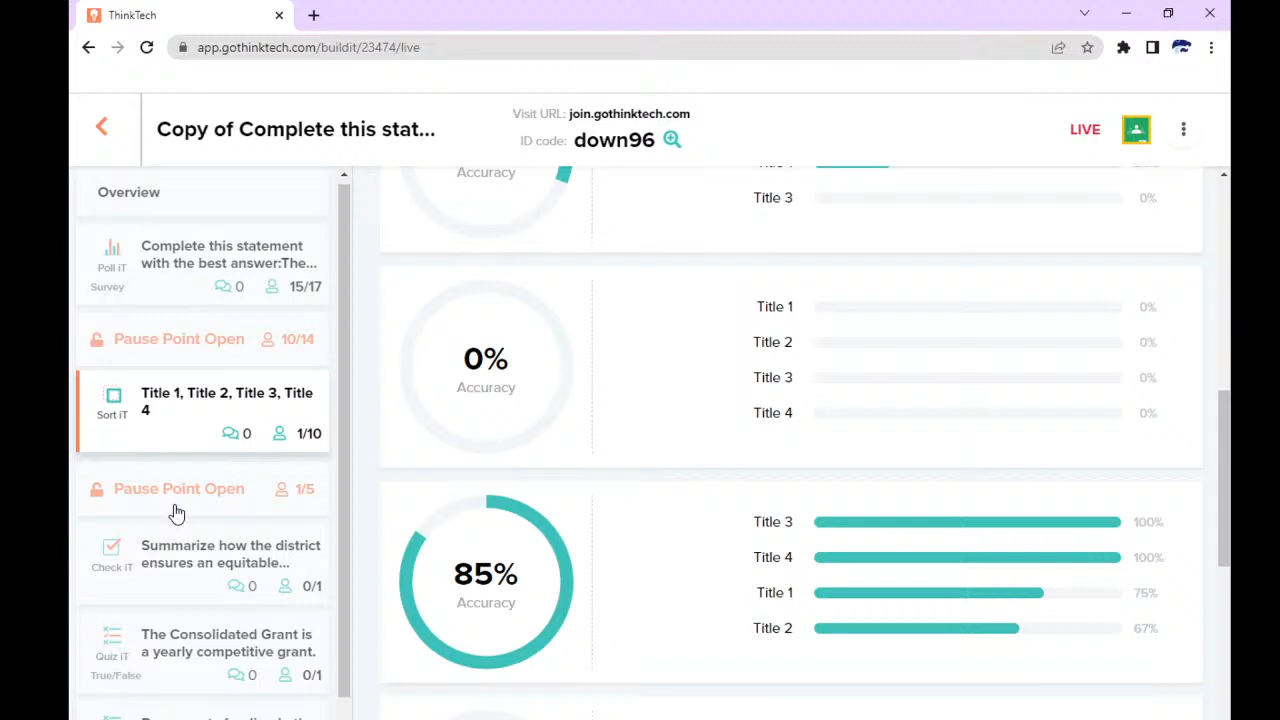 ThinkTech
app.gothinktech.com/buildit/23474/live
Copy of Complete this stat...
Visit URL: join.gothinktech.com
ID code: down96
LIVE
Overview
Poll iT
Survey
Complete this statement
with the best answer:The...
0
15/17
Pause Point Open
10/14
Sort iT
Title 1, Title 2, Title 3, Title
4
0
1/10
Pause Point Open
1/5
Check iT
Summarize how the district
ensures an equitable...
0
0/1
Quiz iT
True/False
The Consolidated Grant is
a yearly competitive grant.
0
0/1
Accuracy
Title 3 0%
0%
Accuracy
Title 1 0%
Title 2 0%
Title 3 0%
Title 4 0%
85%
Accuracy
Title 3 100%
Title 4 100%
Title 1 75%
Title 2 67%